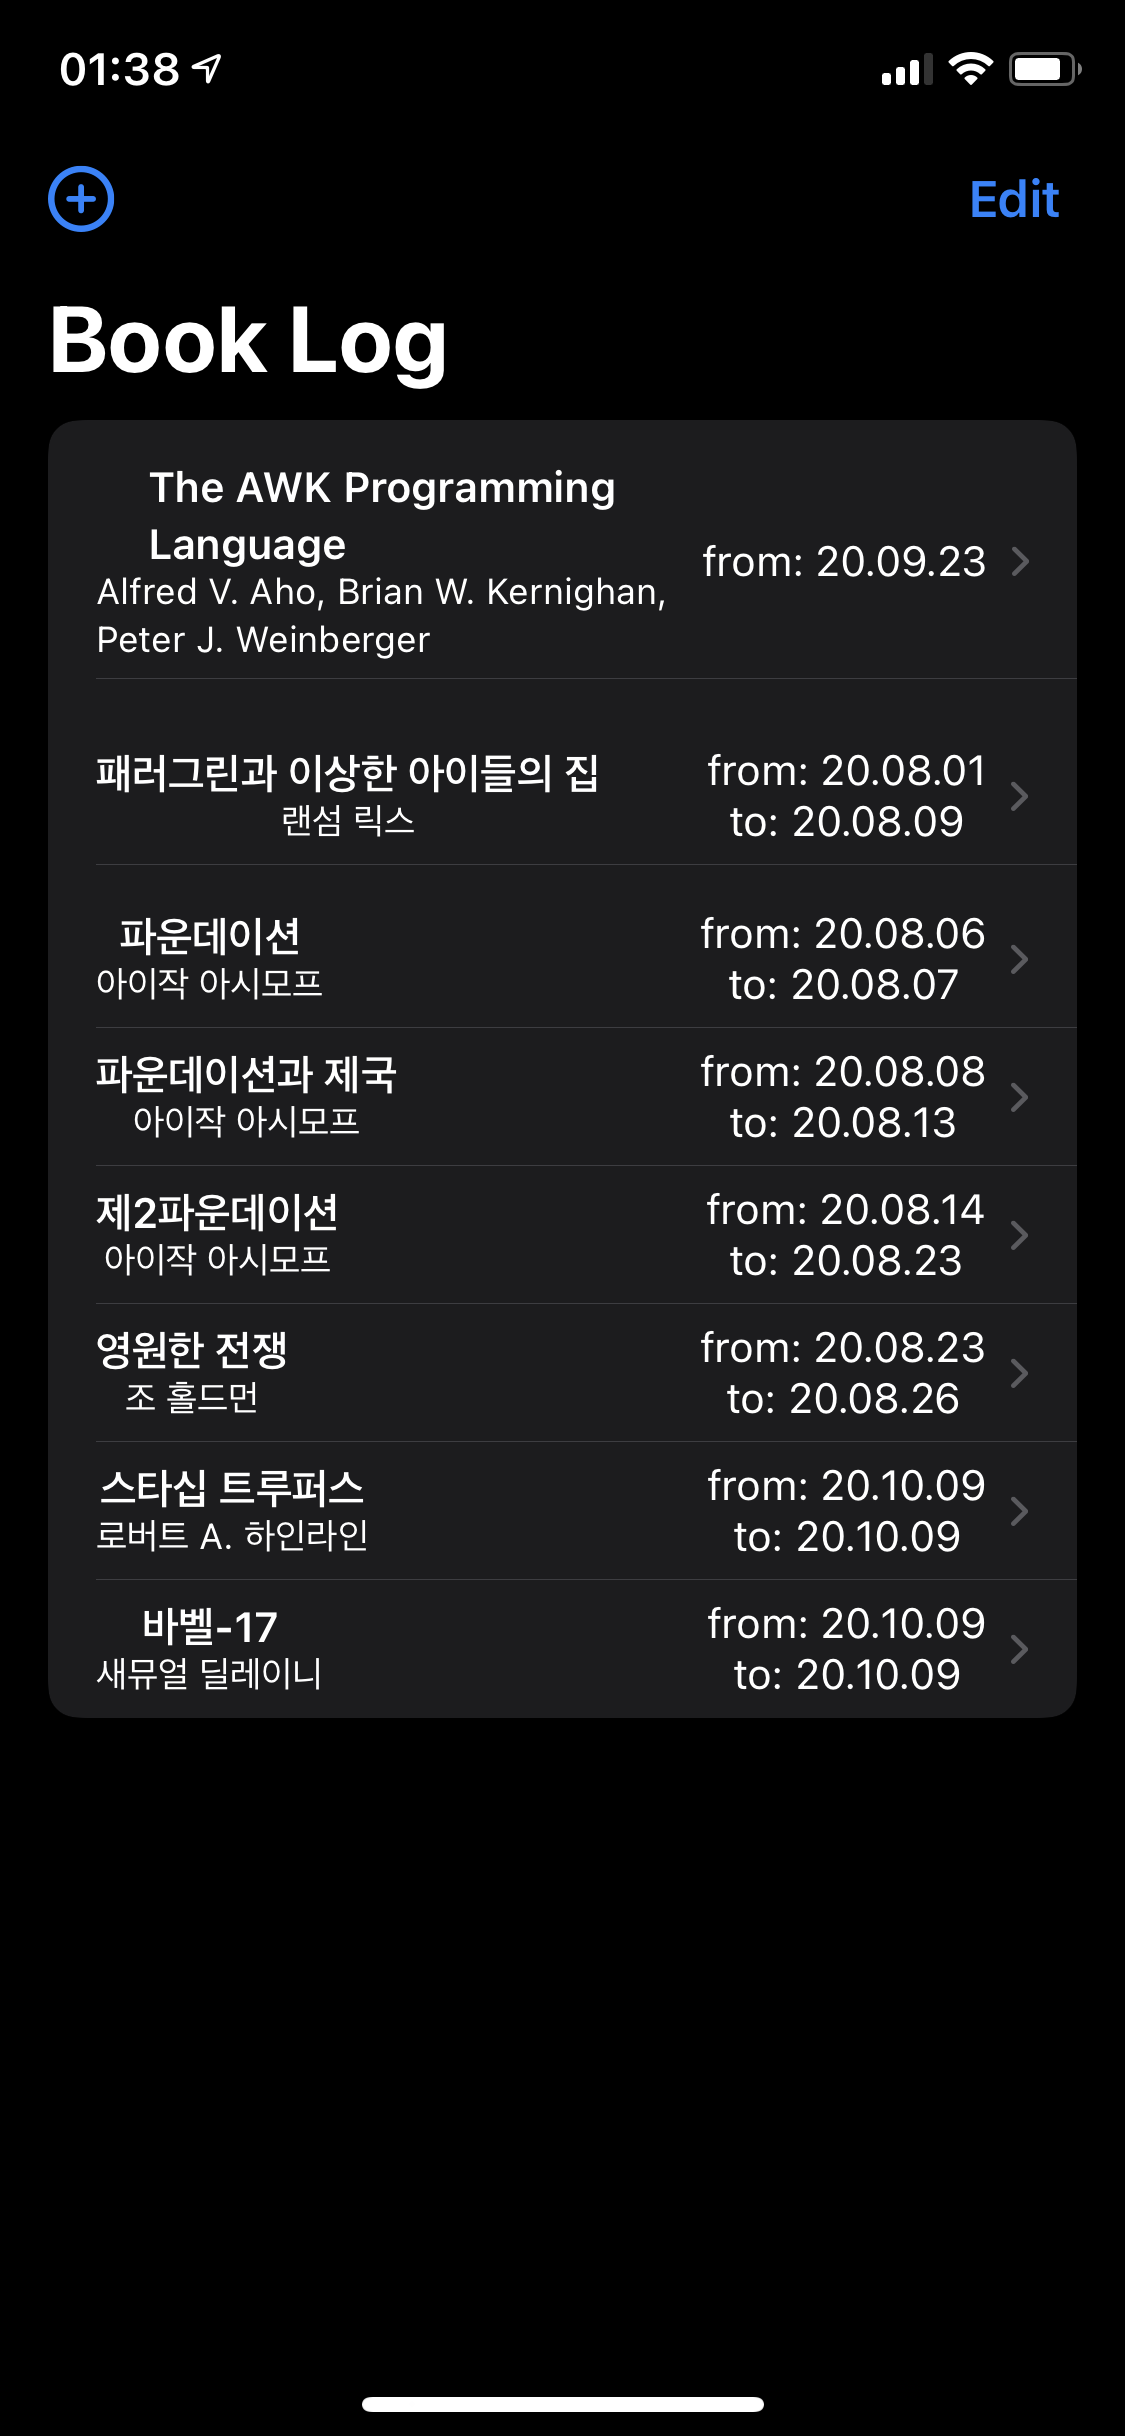 01:38
Edit
Book Log
The AWK Programming
Language
Alfred V. Aho, Brian W. Kernighan,
Peter J. Weinberger
from: 20.09.23
패러그린과 이상한 아이들의 집
랜섬 릭스
from: 20.08.01
to: 20.08.09
파운데이션
아이작 아시모프
from: 20.08.06
to: 20.08.07
파운데이션과 제국
아이작 아시모프
from: 20.08.08
to: 20.08.13
제2파운데이션
아이작 아시모프
from: 20.08.14
to: 20.08.23
영원한 전쟁
조 홀드먼
from: 20.08.23
to: 20.08.26
스타십 트루퍼스
로버트 A. 하인라인
from: 20.10.09
to: 20.10.09
바벨-17
새뮤얼 딜레이니
from: 20.10.09
to: 20.10.09